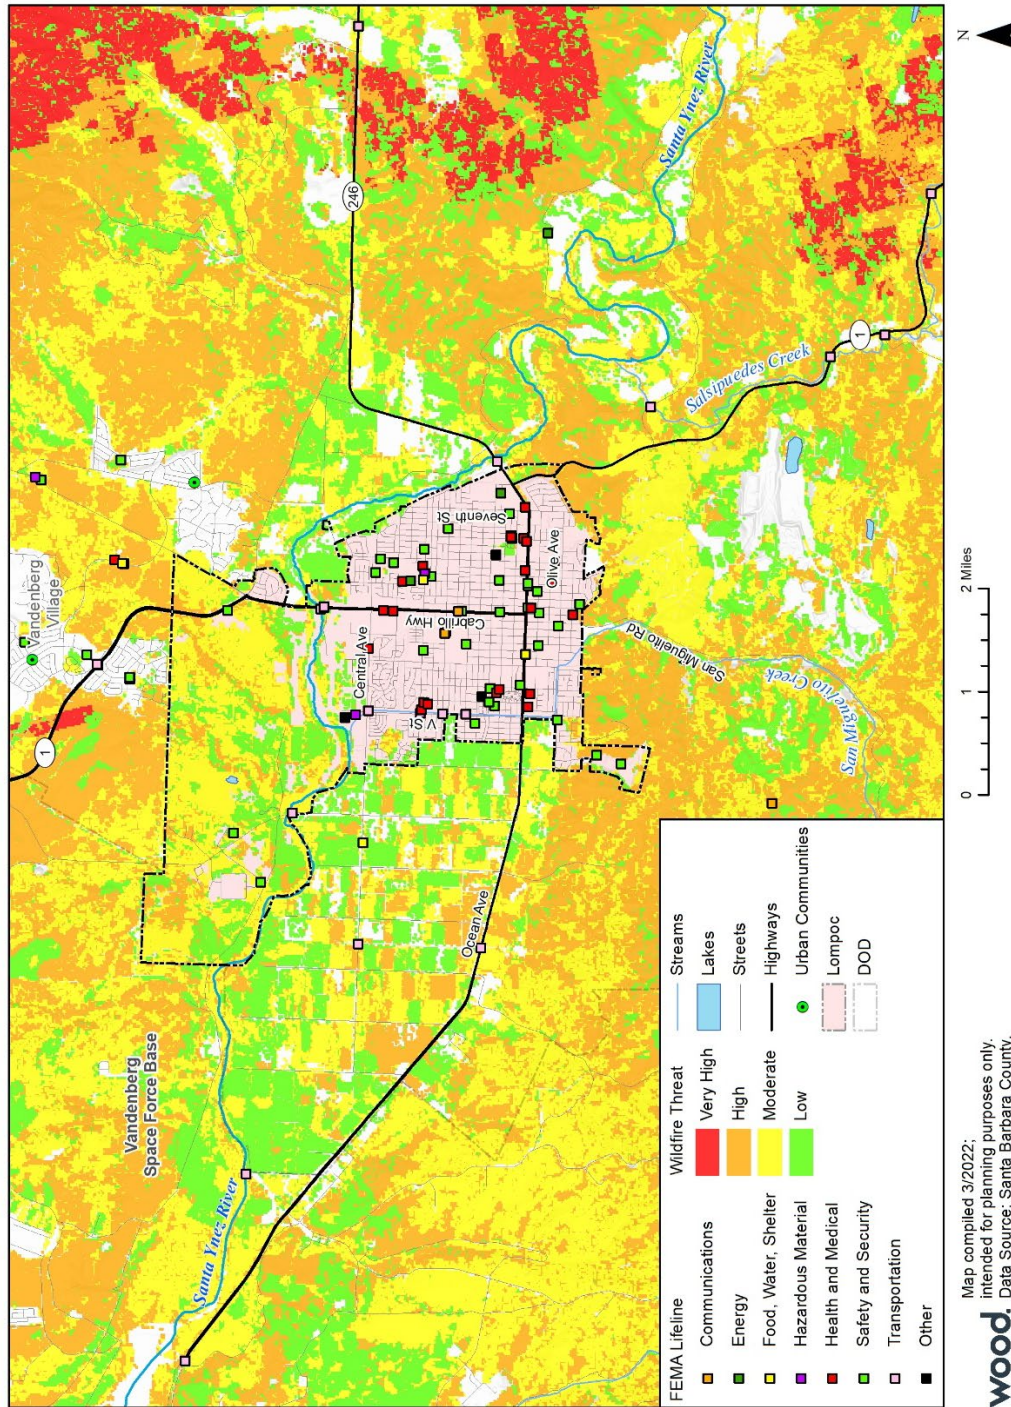 Vandenberg
Village
1
246
Vandenberg
Space Force Base
Santa Ynez River
Santa Ynez River
Central Ave
V St
Cabrillo Hwy
Seventh St
Olive Ave
Ocean Ave
San Miguelito Rd
San Miguelito Creek
Salsipuedes Creek
1
N
FEMA Lifeline
Communications
Energy
Food, Water, Shelter
Hazardous Material
Health and Medical
Safety and Security
Transportation
Other
Wildfire Threat
Very High
High
Moderate
Low
Streams
Lakes
Streets
Highways
Urban Communities
Lompoc
DOD
0 1 2 Miles
wood.
Map compiled 3/2022;
intended for planning purposes only.
Data Source: Santa Barbara County,